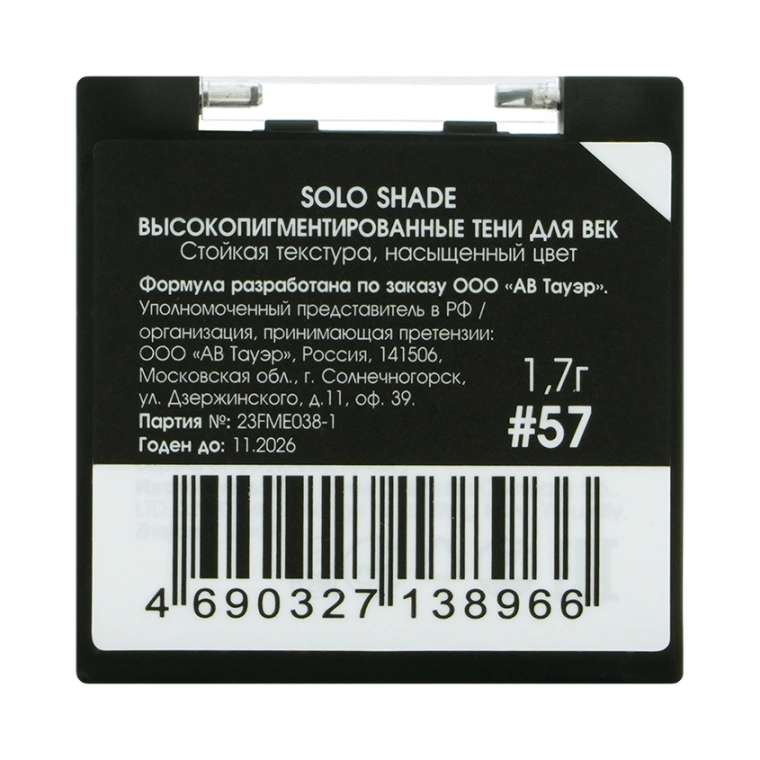 SOLO SHADE
ВЫСОКОПИГМЕНТИРОВАННЫЕ ТЕНИ ДЛЯ ВЕК
Стойкая текстура, насыщенный цвет
Формула разработана по заказу ООО «АВ Тауэр».
Уполномоченный представитель в РФ /
организация, принимающая претензии:
ООО «АВ Тауэр», Россия, 141506,
Московская обл., г. Солнечногорск,
ул. Дзержинского, д.11, оф. 39.
Партия №: 23FME038-1
Годен до: 11.2026
1,7г
#57
4 690327 138966